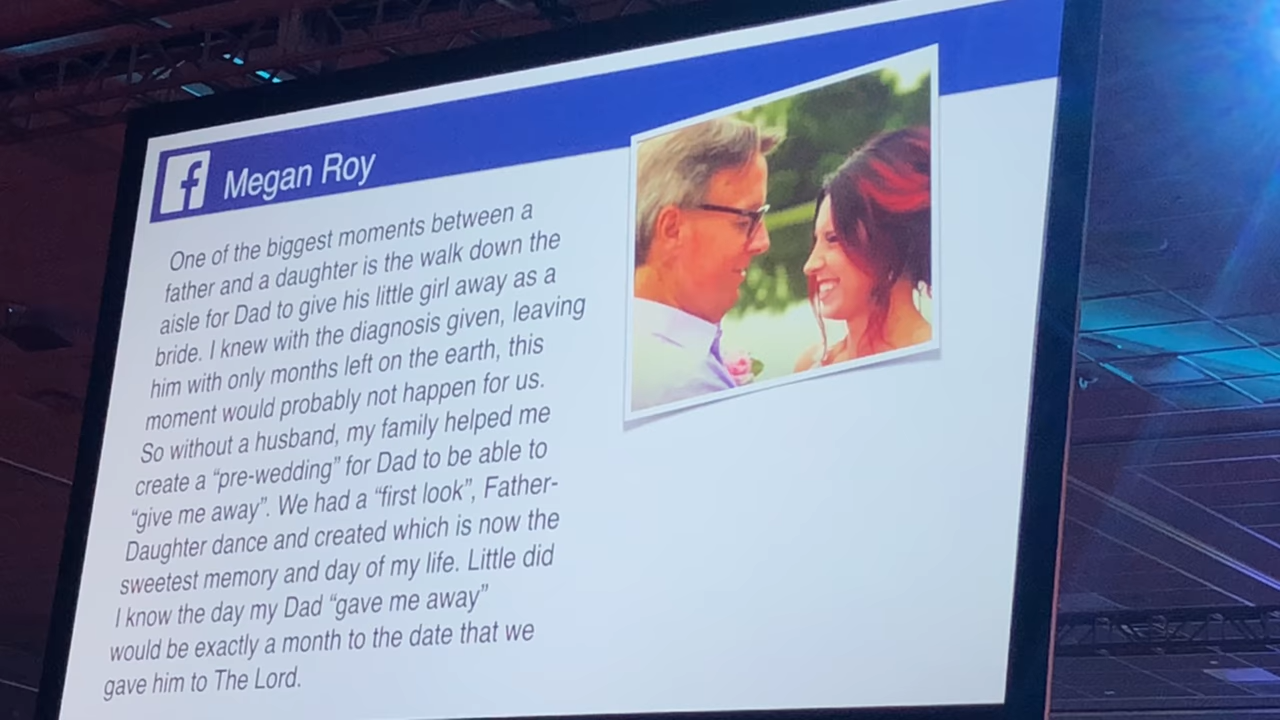 f Megan Roy
One of the biggest moments between a
father and a daughter is the walk down the
aisle for Dad to give his little girl away as a
bride. I knew with the diagnosis given, leaving
him with only months left on the earth, this
moment would probably not happen for us.
So without a husband, my family helped me
create a “pre-wedding” for Dad to be able to
“give me away”. We had a “first look”, Father-
Daughter dance and created which is now the
sweetest memory and day of my life. Little did
I know the day my Dad “gave me away”
would be exactly a month to the date that we
gave him to The Lord.